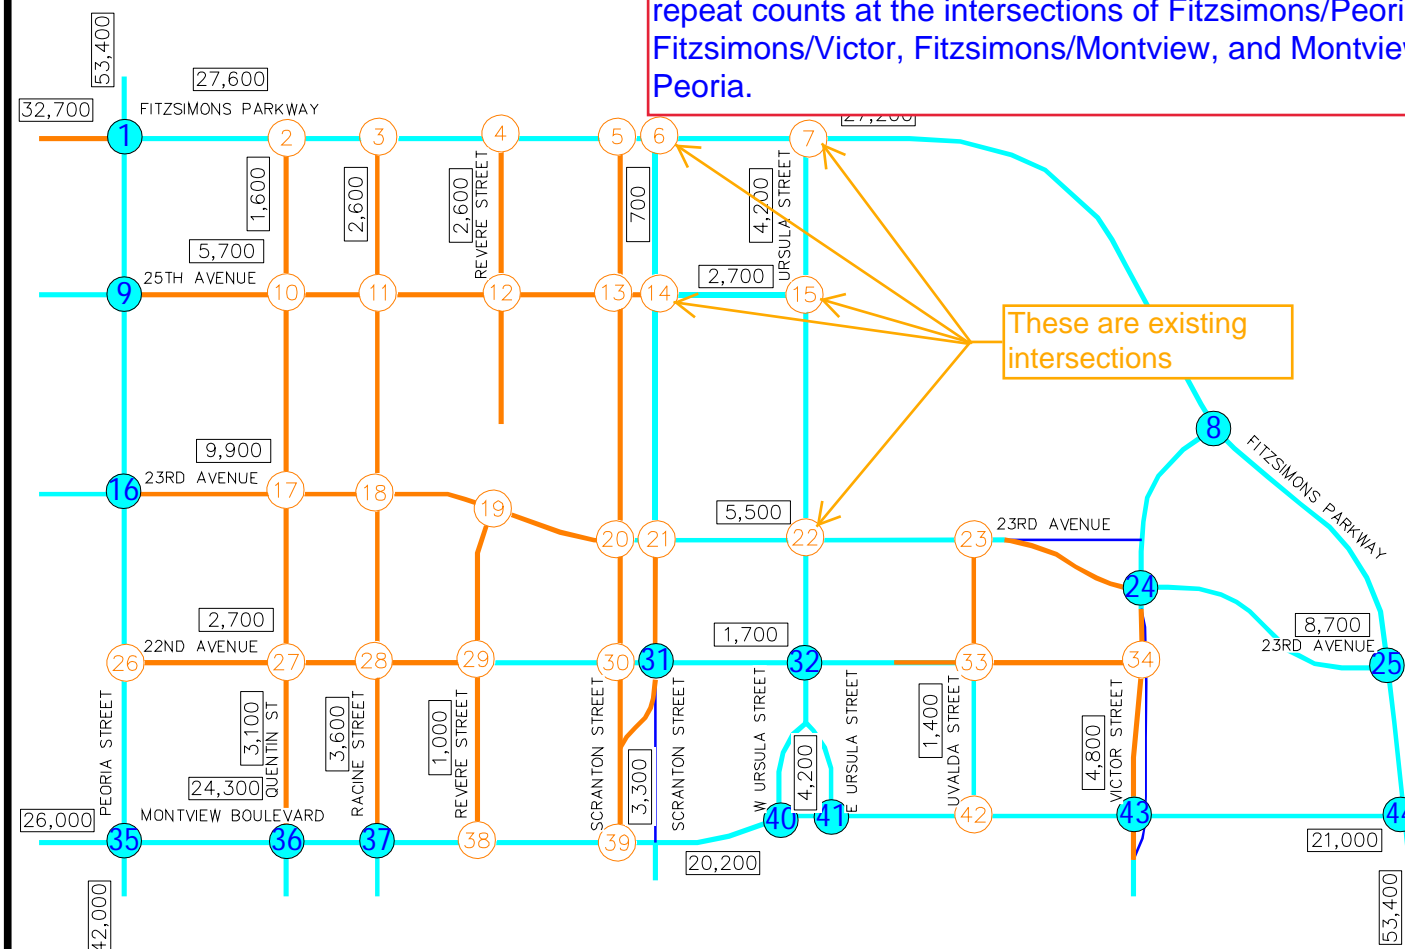 repeat counts at the intersections of Fitzsimons/Peori
Fitzsimons/Victor, Fitzsimons/Montview, and Montview
Peoria.
53,400
27,600
32,700
FITZSIMONS PARKWAY
27,200
1
2
3
4
5
6
7
1,600
2,600
2,600
REVERE STREET
700
4,200
URSULA STREET
5,700
25TH AVENUE
2,700
9
10
11
12
13
14
15
These are existing
intersections
8
FITZSIMONS PARKWAY
9,900
23RD AVENUE
16
17
18
19
5,500
20
21
22
23
23RD AVENUE
24
2,700
22ND AVENUE
1,700
8,700
23RD AVENUE
26
27
28
29
30
31
32
33
34
25
PEORIA STREET
3,100
QUENTIN ST
3,600
RACINE STREET
1,000
REVERE STREET
SCRANTON STREET
3,300
SCRANTON STREET
W URSULA STREET
4,200
E URSULA STREET
1,400
UVALDA STREET
4,800
VICTOR STREET
24,300
26,000
MONTVIEW BOULEVARD
35
36
37
38
39
40
41
42
43
44
20,200
21,000
42,000
53,400